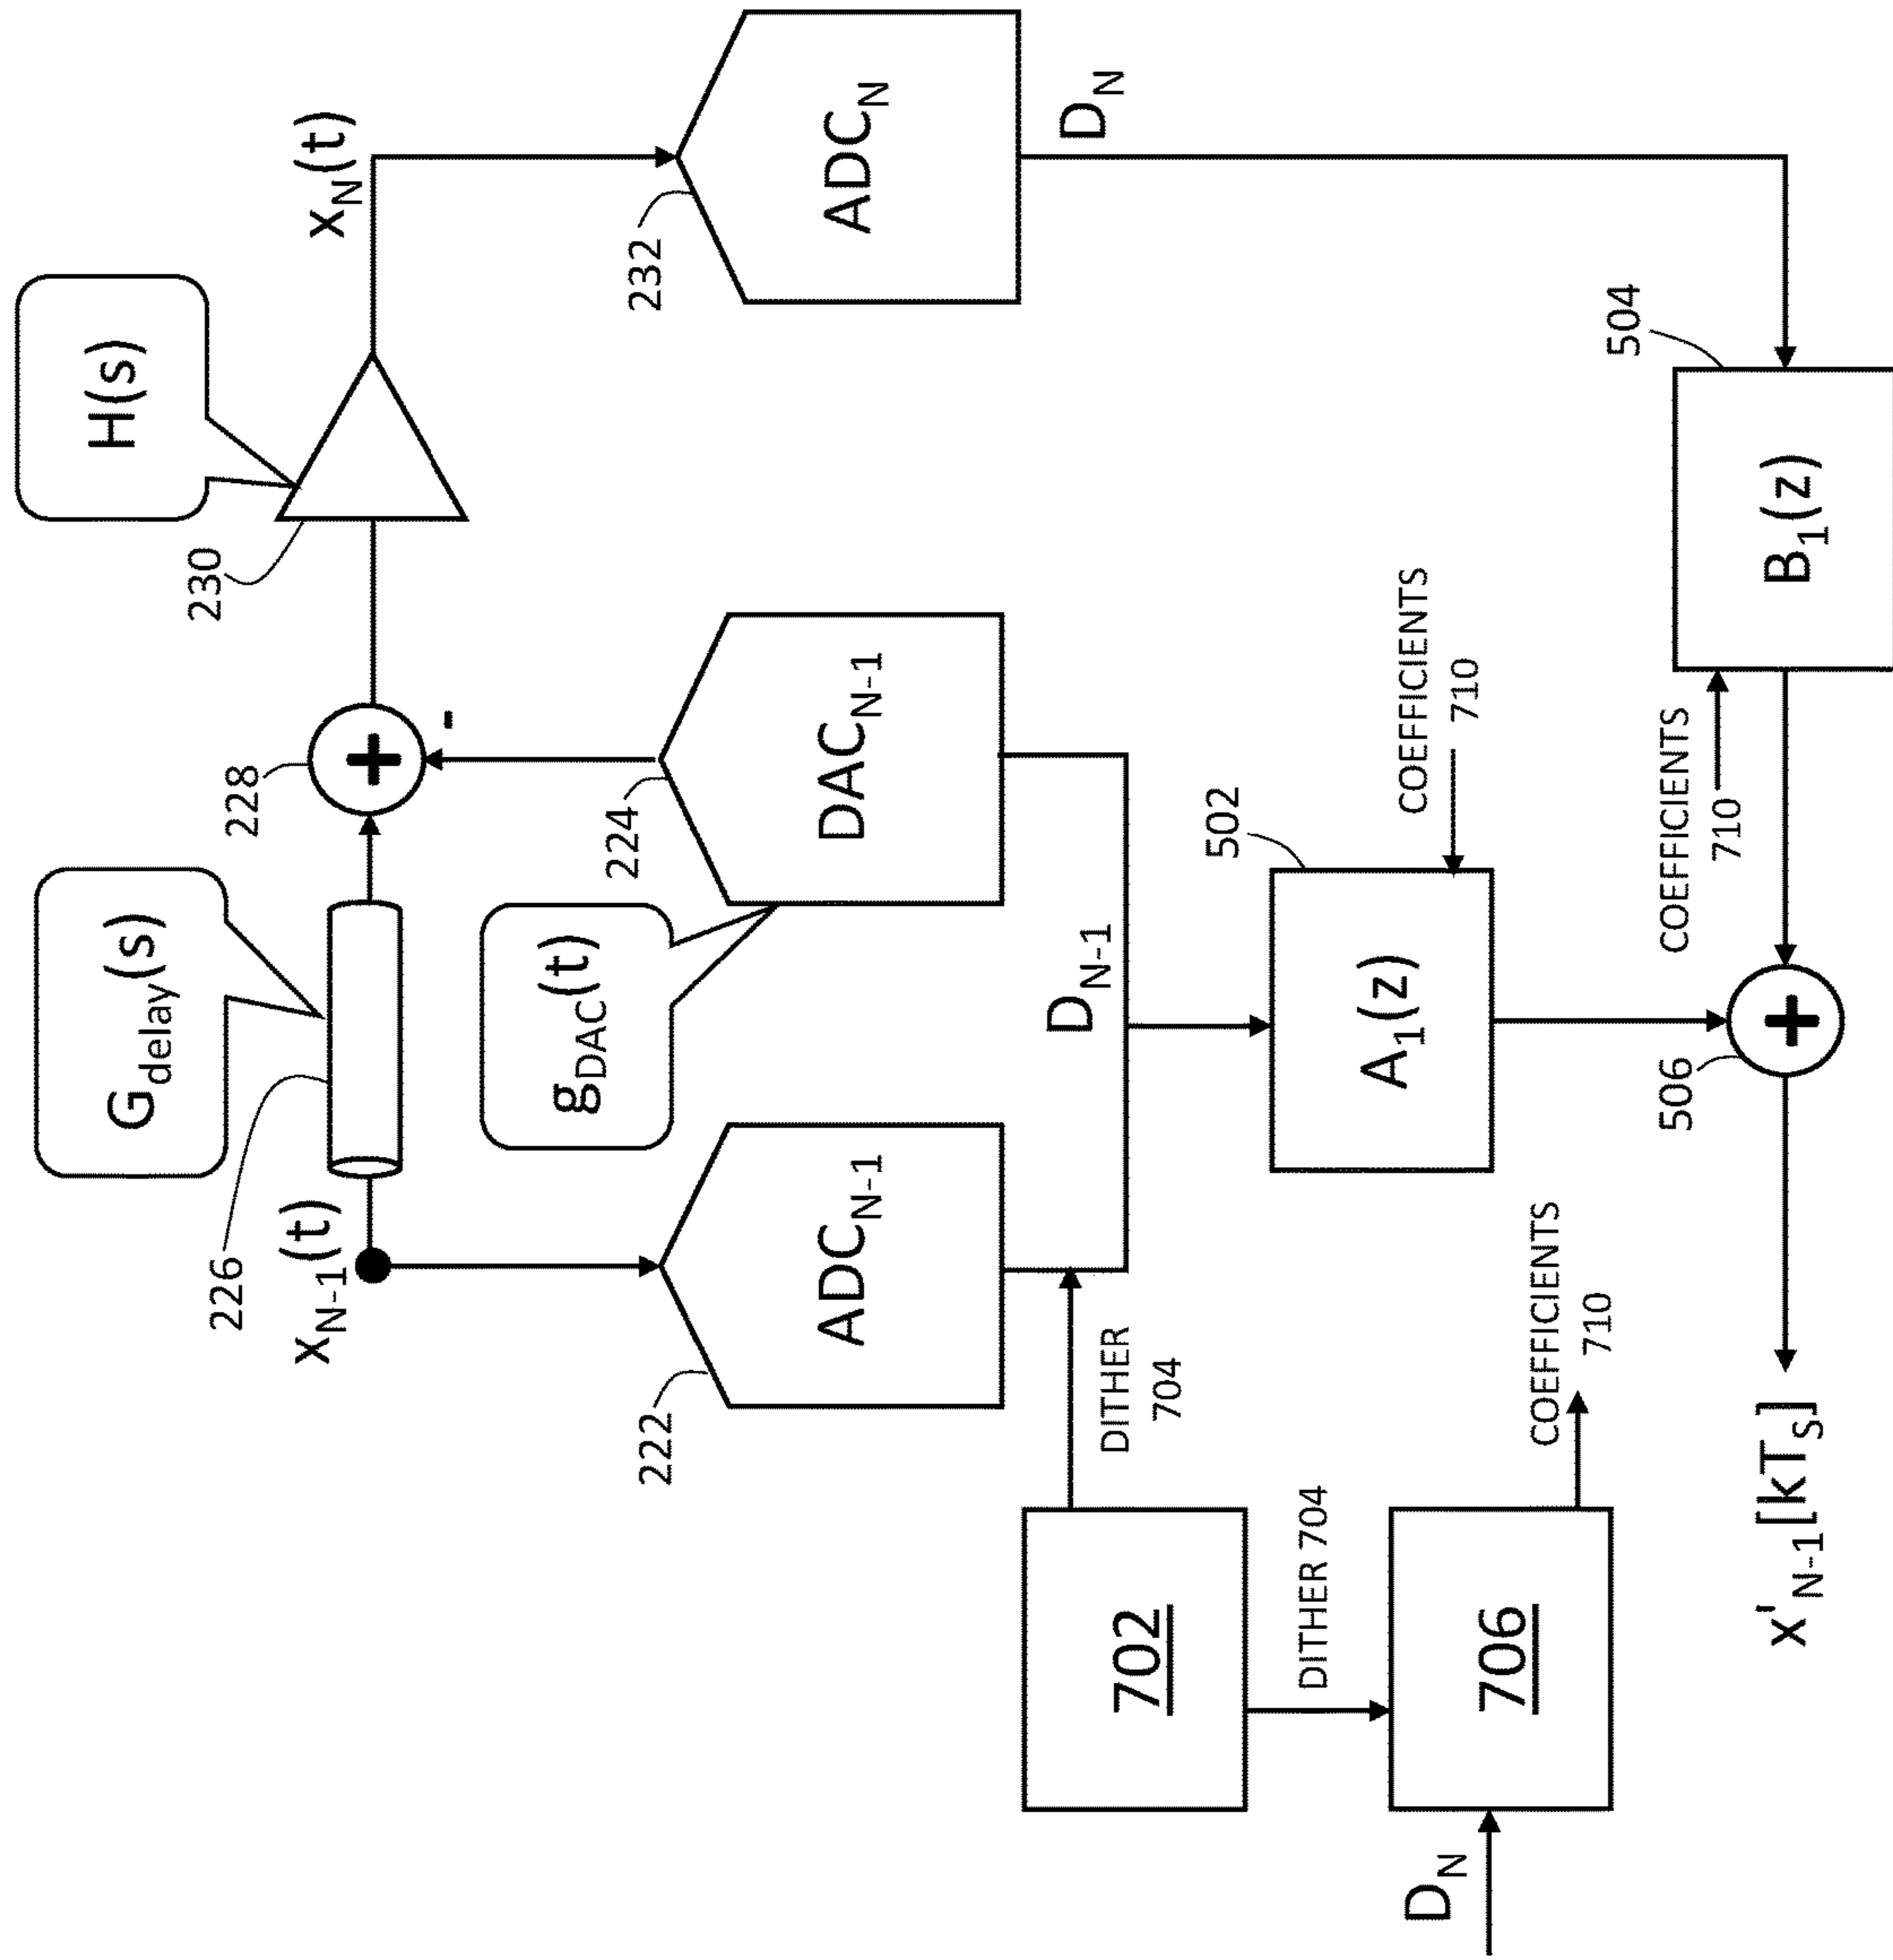 G_delay(s)
H(s)
226
x_N-1(t)
228
230
x_N(t)
g_DAC(t)
222
ADC_N-1
224
DAC_N-1
232
ADC_N
D_N-1
D_N
DITHER
704
702
DITHER 704
D_N
706
COEFFICIENTS
710
502
A_1(z)
COEFFICIENTS
710
504
B_1(z)
COEFFICIENTS
710
506
+
+
-
x'_N-1[kT_S]